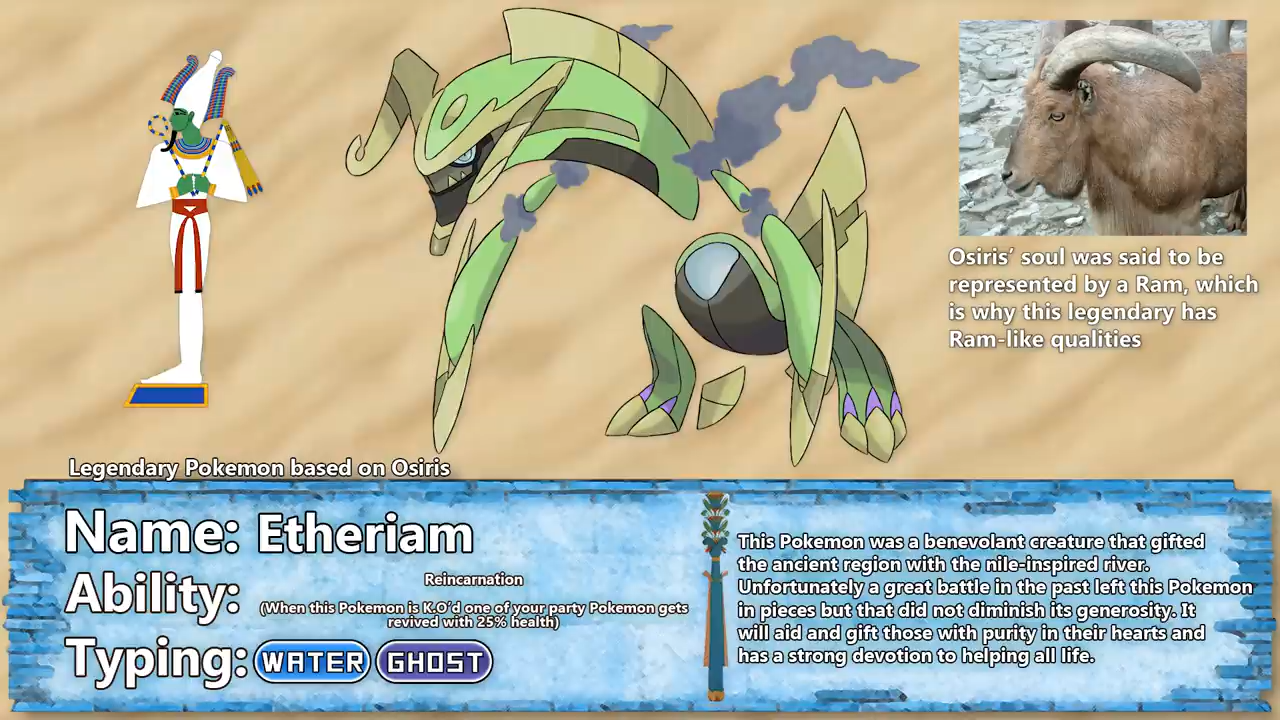 Osiris' soul was said to be
represented by a Ram, which
is why this legendary has
Ram-like qualities
Legendary Pokemon based on Osiris
Name: Etheriam
Ability: Reincarnation
(When this Pokemon is K.O'd one of your party Pokemon gets
revived with 25% health)
Typing: WATER GHOST
This Pokemon was a benevolant creature that gifted
the ancient region with the nile-inspired river.
Unfortunately a great battle in the past left this Pokemon
in pieces but that did not diminish its generosity. It
will aid and gift those with purity in their hearts and
has a strong devotion to helping all life.